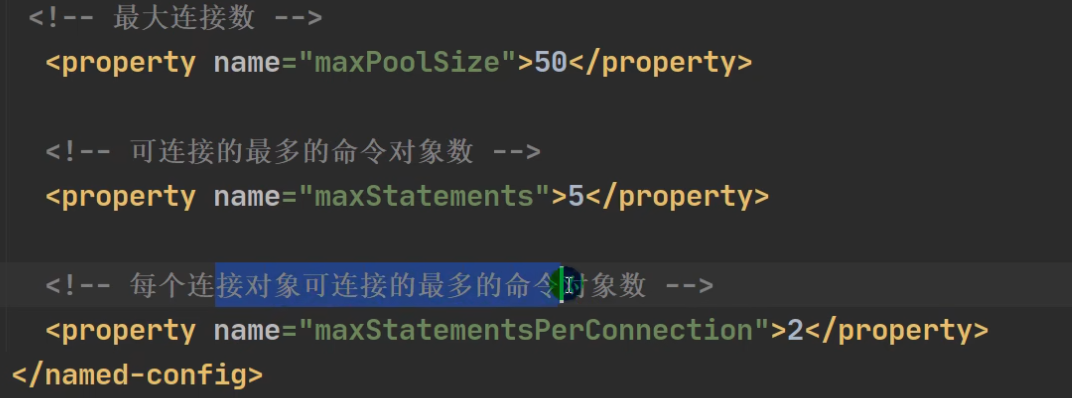 <!-- 最大连接数 -->
<property name="maxPoolSize">50</property>
<!-- 可连接的最多的命令对象数 -->
<property name="maxStatements">5</property>
<!-- 每个连接对象可连接的最多的命令对象数 -->
<property name="maxStatementsPerConnection">2</property>
</named-config>